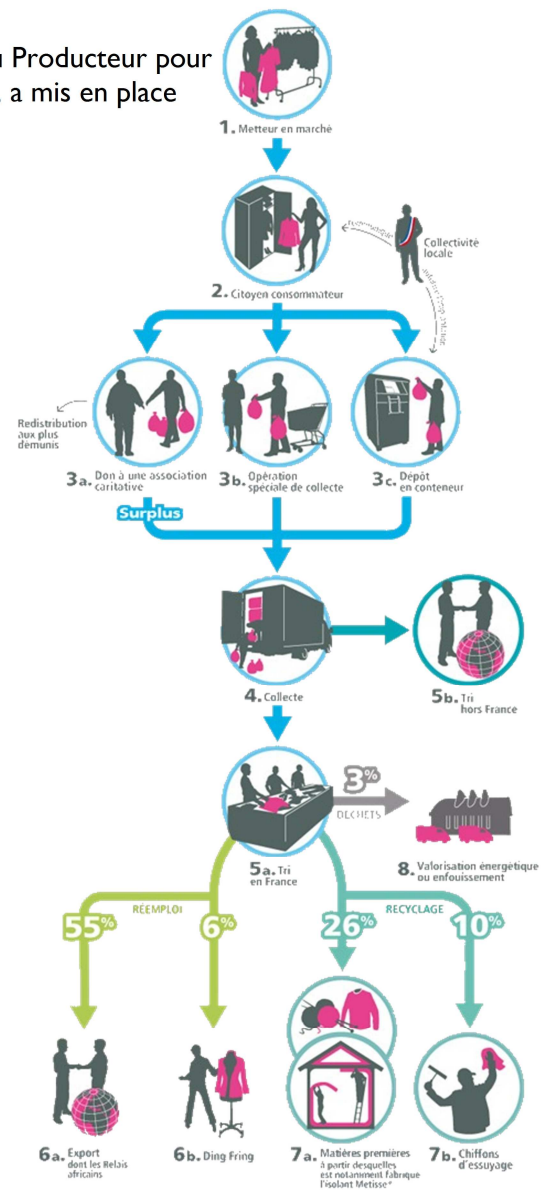 u Producteur pour
a mis en place
1. Metteur en marché
2. Citoyen consommateur
Collectivité
locale
Redistribution
aux plus
démunis
3a. Don à une association
caritative
3b. Opération
spéciale de collecte
3c. Dépôt
en conteneur
Surplus
4. Collecte
5b. Tri
hors France
3%
DÉCHETS
5a. Tri
en France
8. Valorisation énergétique
ou enfouissement
RÉEMPLOI
RECYCLAGE
55%
6%
26%
10%
6a. Export
dont les Relais
africains
6b. Ding Fring
7a. Matières premières
à partir desquelles
est notamment fabriqué
l'isolant Metisse®
7b. Chiffons
d'essuyage